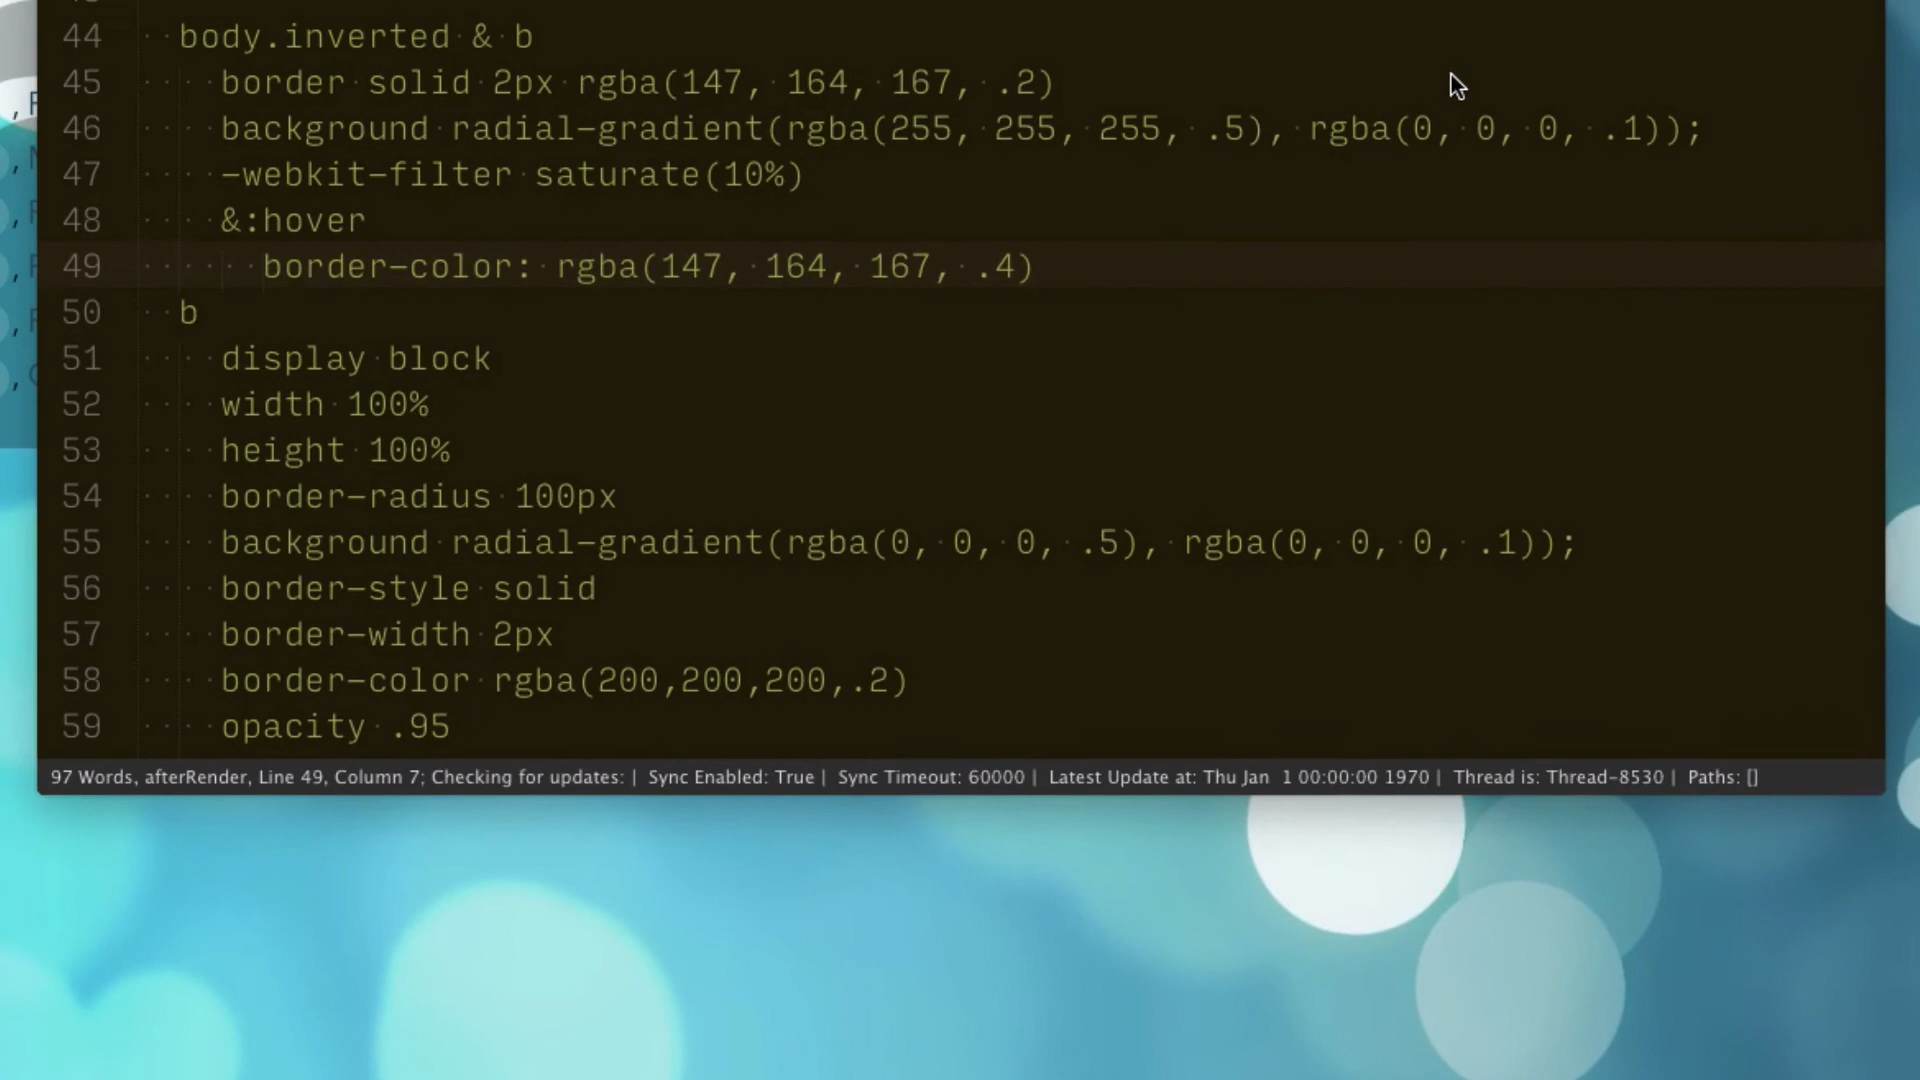 44 body.inverted & b
45 border solid 2px rgba(147, 164, 167, .2)
46 background radial-gradient(rgba(255, 255, 255, .5), rgba(0, 0, 0, .1));
47 -webkit-filter saturate(10%)
48 &:hover
49 border-color: rgba(147, 164, 167, .4)
50 b
51 display block
52 width 100%
53 height 100%
54 border-radius 100px
55 background radial-gradient(rgba(0, 0, 0, .5), rgba(0, 0, 0, .1));
56 border-style solid
57 border-width 2px
58 border-color rgba(200,200,200,.2)
59 opacity .95
97 Words, afterRender, Line 49, Column 7; Checking for updates: | Sync Enabled: True | Sync Timeout: 60000 | Latest Update at: Thu Jan  1 00:00:00 1970 | Thread is: Thread-8530 | Paths: []